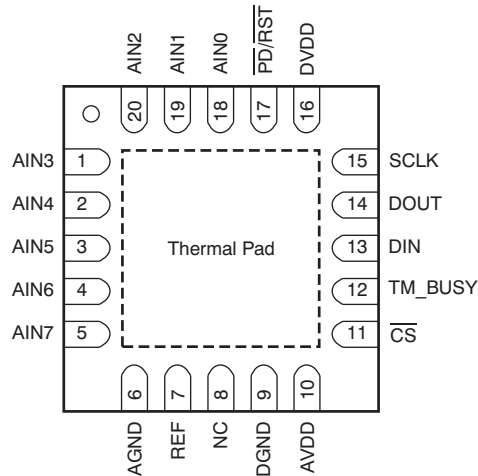 AIN2
AIN1
AIN0
PD/RST
DVDD
20
19
18
17
16
AIN3 1
15 SCLK
AIN4 2
14 DOUT
AIN5 3
Thermal Pad
13 DIN
AIN6 4
12 TM_BUSY
AIN7 5
11 CS
6
7
8
9
10
AGND
REF
NC
DGND
AVDD